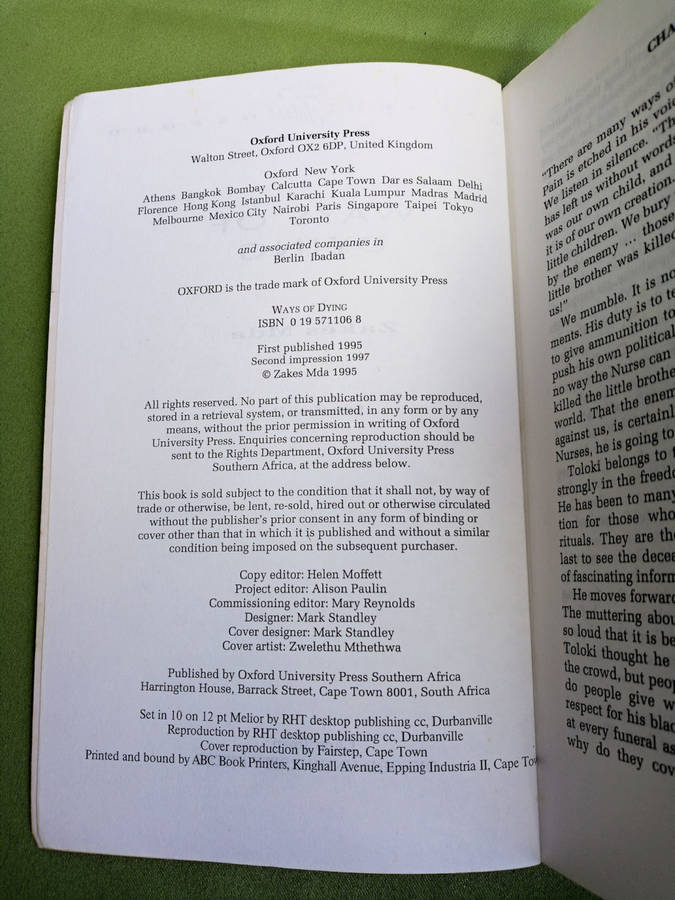 Oxford University Press
Walton Street, Oxford OX2 6DP, United Kingdom
Oxford New York
Athens Bangkok Bombay Calcutta Cape Town Dar es Salaam Delhi
Florence Hong Kong Istanbul Karachi Kuala Lumpur Madras Madrid
Melbourne Mexico City Nairobi Paris Singapore Taipei Tokyo
Toronto
and associated companies in
Berlin Ibadan
OXFORD is the trade mark of Oxford University Press
WAYS OF DYING
ISBN 0 19 571106 8
First published 1995
Second impression 1997
© Zakes Mda 1995
All rights reserved. No part of this publication may be reproduced,
stored in a retrieval system, or transmitted, in any form or by any
means, without the prior permission in writing of Oxford
University Press. Enquiries concerning reproduction should be
sent to the Rights Department, Oxford University Press
Southern Africa, at the address below.
This book is sold subject to the condition that it shall not, by way of
trade or otherwise, be lent, re-sold, hired out or otherwise circulated
without the publisher's prior consent in any form of binding or
cover other than that in which it is published and without a similar
condition being imposed on the subsequent purchaser.
Copy editor: Helen Moffett
Project editor: Alison Paulin
Commissioning editor: Mary Reynolds
Designer: Mark Standley
Cover designer: Mark Standley
Cover artist: Zwelethu Mthethwa
Published by Oxford University Press Southern Africa
Harrington House, Barrack Street, Cape Town 8001, South Africa
Set in 10 on 12 pt Melior by RHT desktop publishing cc, Durbanville
Reproduction by RHT desktop publishing cc, Durbanville
Cover reproduction by Fairstep, Cape Town
Printed and bound by ABC Book Printers, Kinghall Avenue, Epping Industria II, Cape Tow
CHA
"There are many ways of
Pain is etched in his voic
We listen in silence. "Th
has left us without words
was our own child, and
it is of our own creation.
little children. We bury
by the enemy ... those
little brother was killed
us!"
We mumble. It is no
ments. His duty is to te
to give ammunition to
push his own political
no way the Nurse can
killed the little brothe
world. That the enem
against us, is certainl
Nurses, he is going to
Toloki belongs to t
strongly in the freedo
He has been to many
tion for those who
rituals. They are the
last to see the decea
of fascinating inform
He moves forward
The muttering abou
so loud that it is be
Toloki thought he
the crowd, but peop
do people give w
respect for his blac
at every funeral as
why do they cov